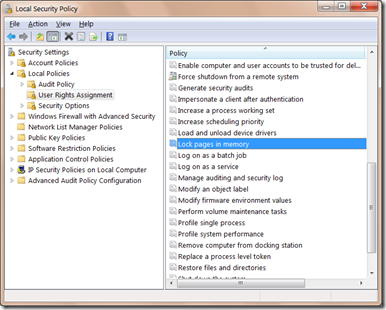 Local Security Policy
File Action View Help
Security Settings
Account Policies
Local Policies
Audit Policy
User Rights Assignment
Security Options
Windows Firewall with Advanced Security
Network List Manager Policies
Public Key Policies
Software Restriction Policies
Application Control Policies
IP Security Policies on Local Computer
Advanced Audit Policy Configuration
Policy
Enable computer and user accounts to be trusted for del...
Force shutdown from a remote system
Generate security audits
Impersonate a client after authentication
Increase a process working set
Increase scheduling priority
Load and unload device drivers
Lock pages in memory
Log on as a batch job
Log on as a service
Manage auditing and security log
Modify an object label
Modify firmware environment values
Perform volume maintenance tasks
Profile single process
Profile system performance
Remove computer from docking station
Replace a process level token
Restore files and directories
Shut down the system